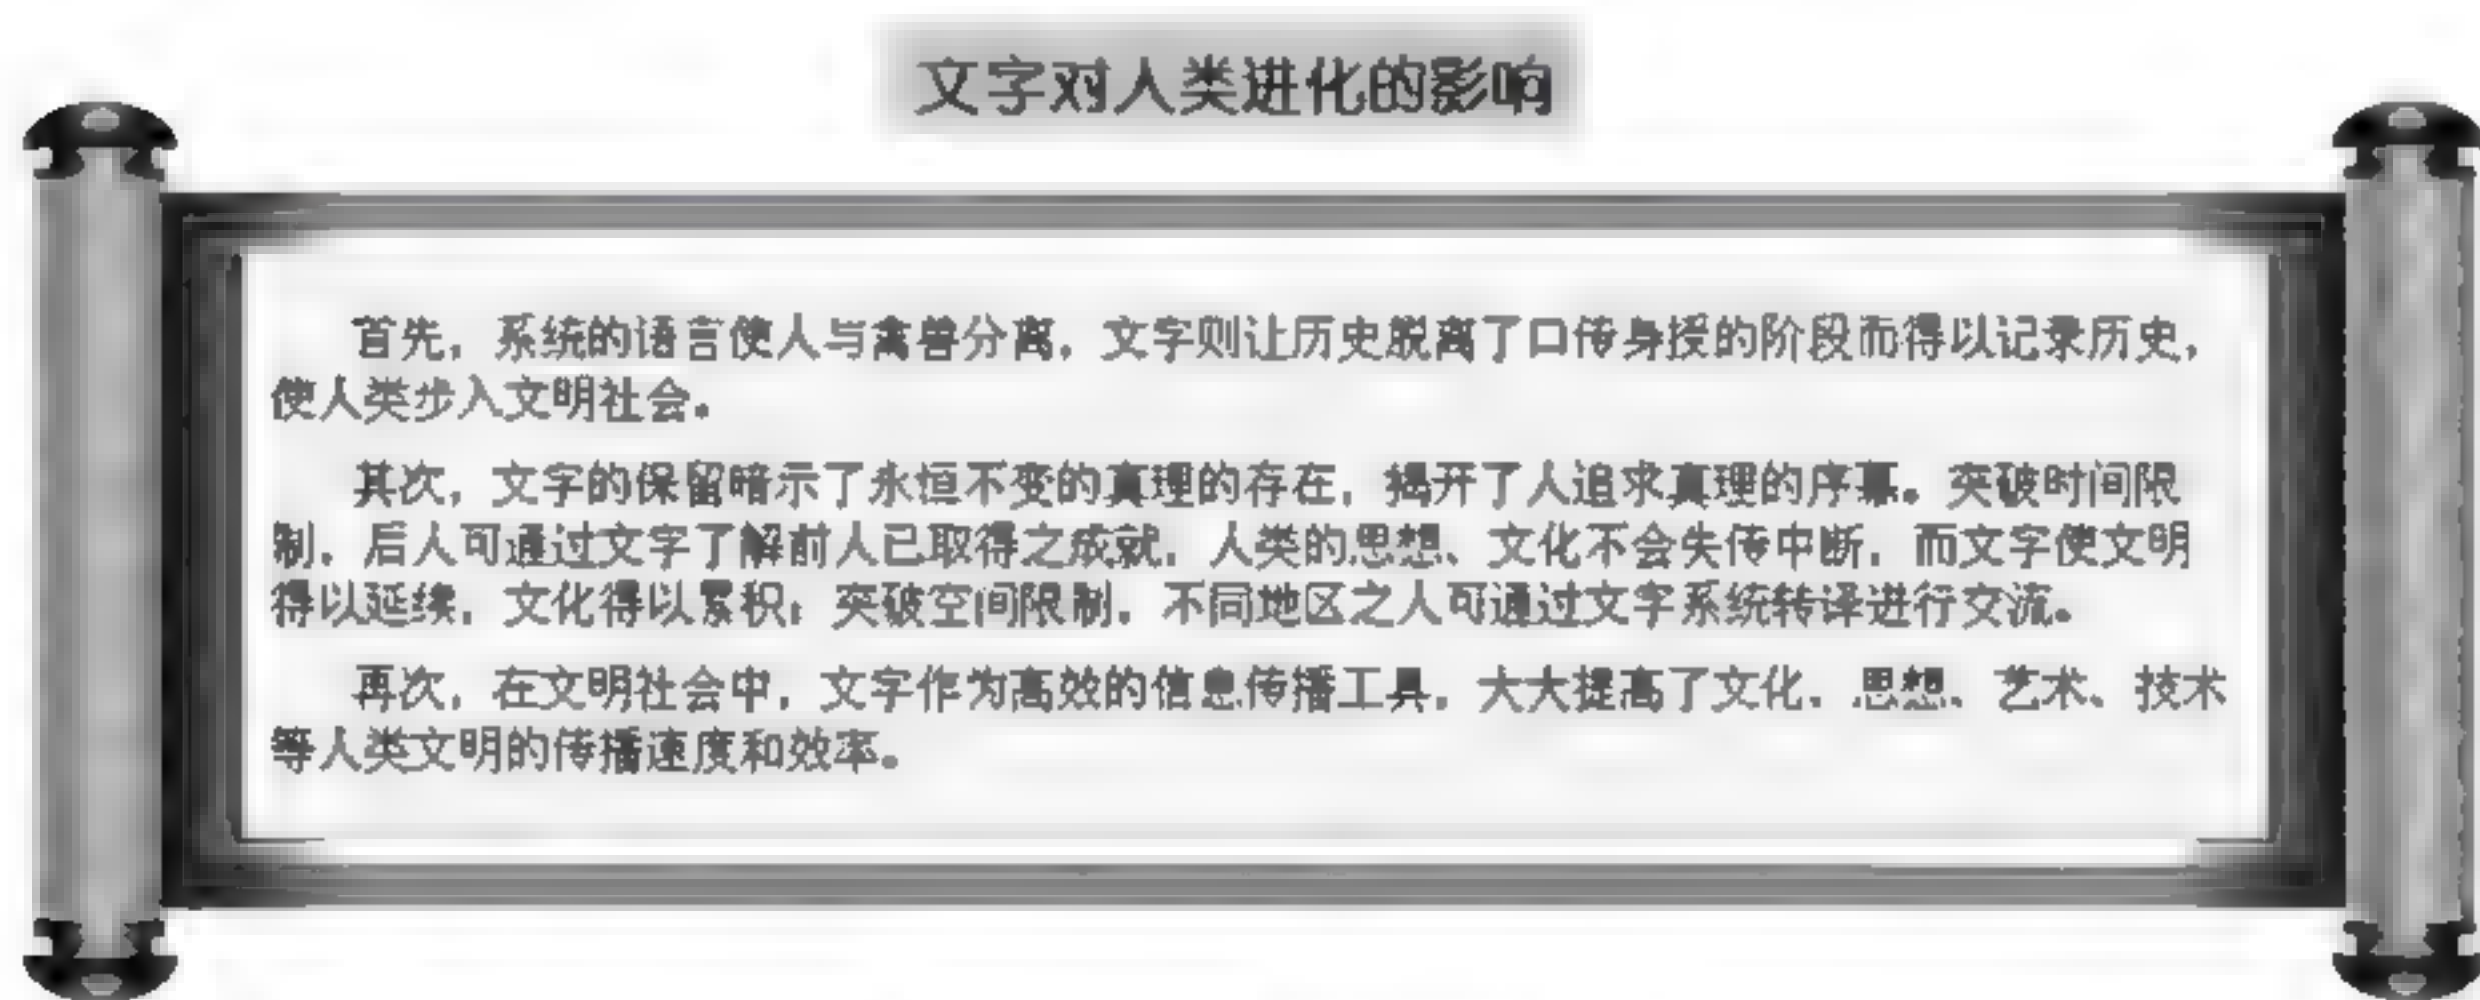 文字对人类进化的影响
首先，系统的语言使人与禽兽分离，文字则让历史脱离了口传身授的阶段而得以记录历史，
使人类步入文明社会。
其次，文字的保留暗示了永恒不变的真理的存在，揭开了人追求真理的序幕。突破时间限
制，后人可通过文字了解前人已取得之成就，人类的思想、文化不会失传中断，而文字使文明
得以延续，文化得以累积；突破空间限制，不同地区之人可通过文字系统转译进行交流。
再次，在文明社会中，文字作为高效的信息传播工具，大大提高了文化、思想、艺术、技术
等人类文明的传播速度和效率。